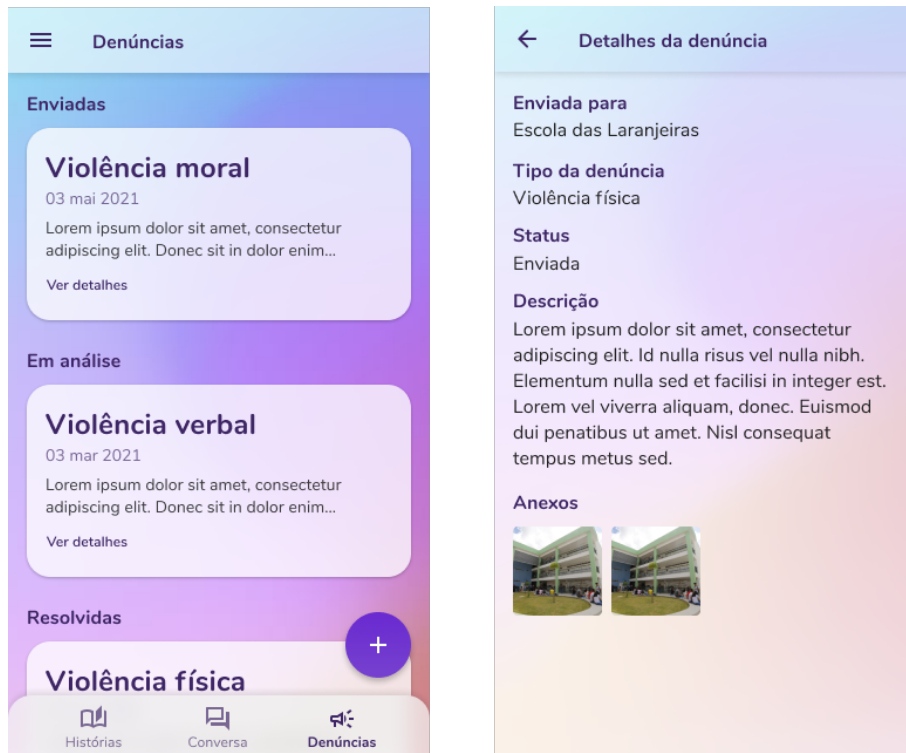 Denúncias
Enviadas
Violência moral
03 mai 2021
Lorem ipsum dolor sit amet, consectetur
adipiscing elit. Donec sit in dolor enim...
Ver detalhes
Em análise
Violência verbal
03 mar 2021
Lorem ipsum dolor sit amet, consectetur
adipiscing elit. Donec sit in dolor enim...
Ver detalhes
Resolvidas
Violência física
Histórias
Conversa
Denúncias
Detalhes da denúncia
Enviada para
Escola das Laranjeiras
Tipo da denúncia
Violência física
Status
Enviada
Descrição
Lorem ipsum dolor sit amet, consectetur
adipiscing elit. Id nulla risus vel nulla nibh.
Elementum nulla sed et facilisi in integer est.
Lorem vel viverra aliquam, donec. Euismod
dui penatibus ut amet. Nisl consequat
tempus metus sed.
Anexos